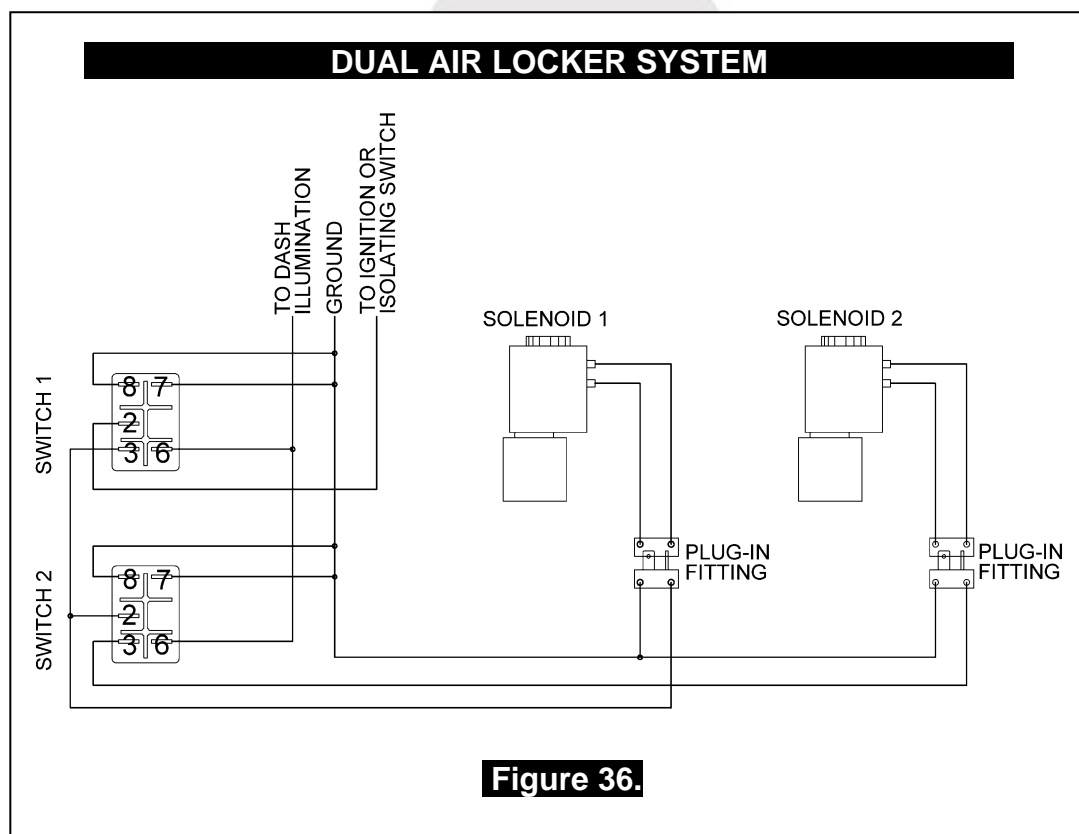 DUAL AIR LOCKER SYSTEM
TO DASH
ILLUMINATION
GROUND
TO IGNITION OR
ISOLATING SWITCH
SOLENOID 1
SOLENOID 2
SWITCH 1
8 7
2
3 6
PLUG-IN
FITTING
PLUG-IN
FITTING
SWITCH 2
8 7
2
3 6
Figure 36.